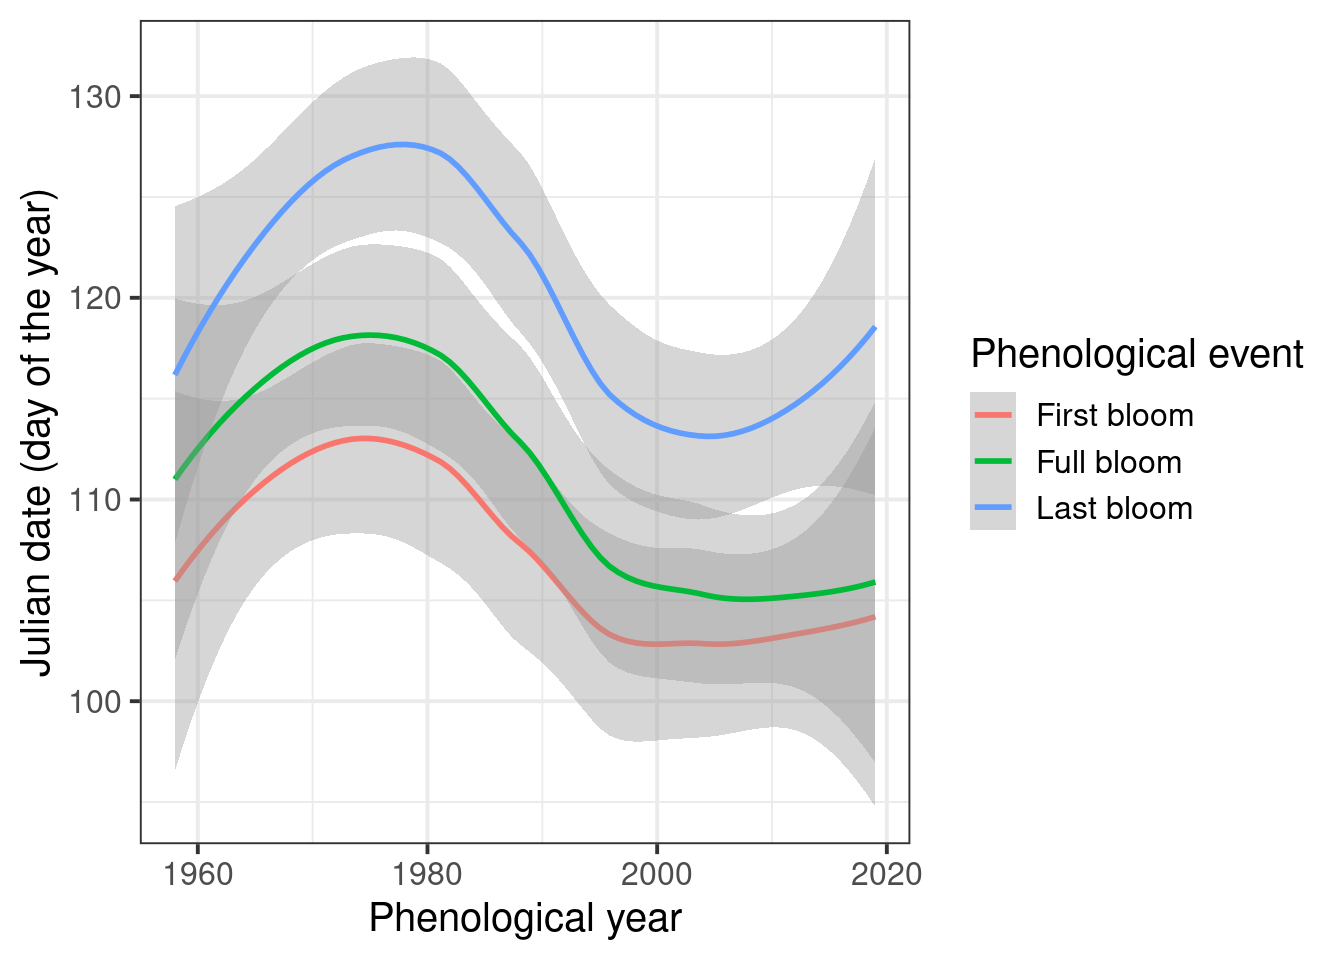 130
120
110
100
Julian date (day of the year)
1960
1980
2000
2020
Phenological year
Phenological event
First bloom
Full bloom
Last bloom